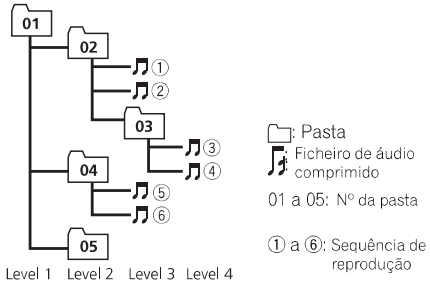 01
02
①
②
03
③
④
04
⑤
⑥
05
Level 1 Level 2 Level 3 Level 4
: Pasta
: Ficheiro de áudio
comprimido
01 a 05: Nº da pasta
① a ⑥: Sequência de
reprodução